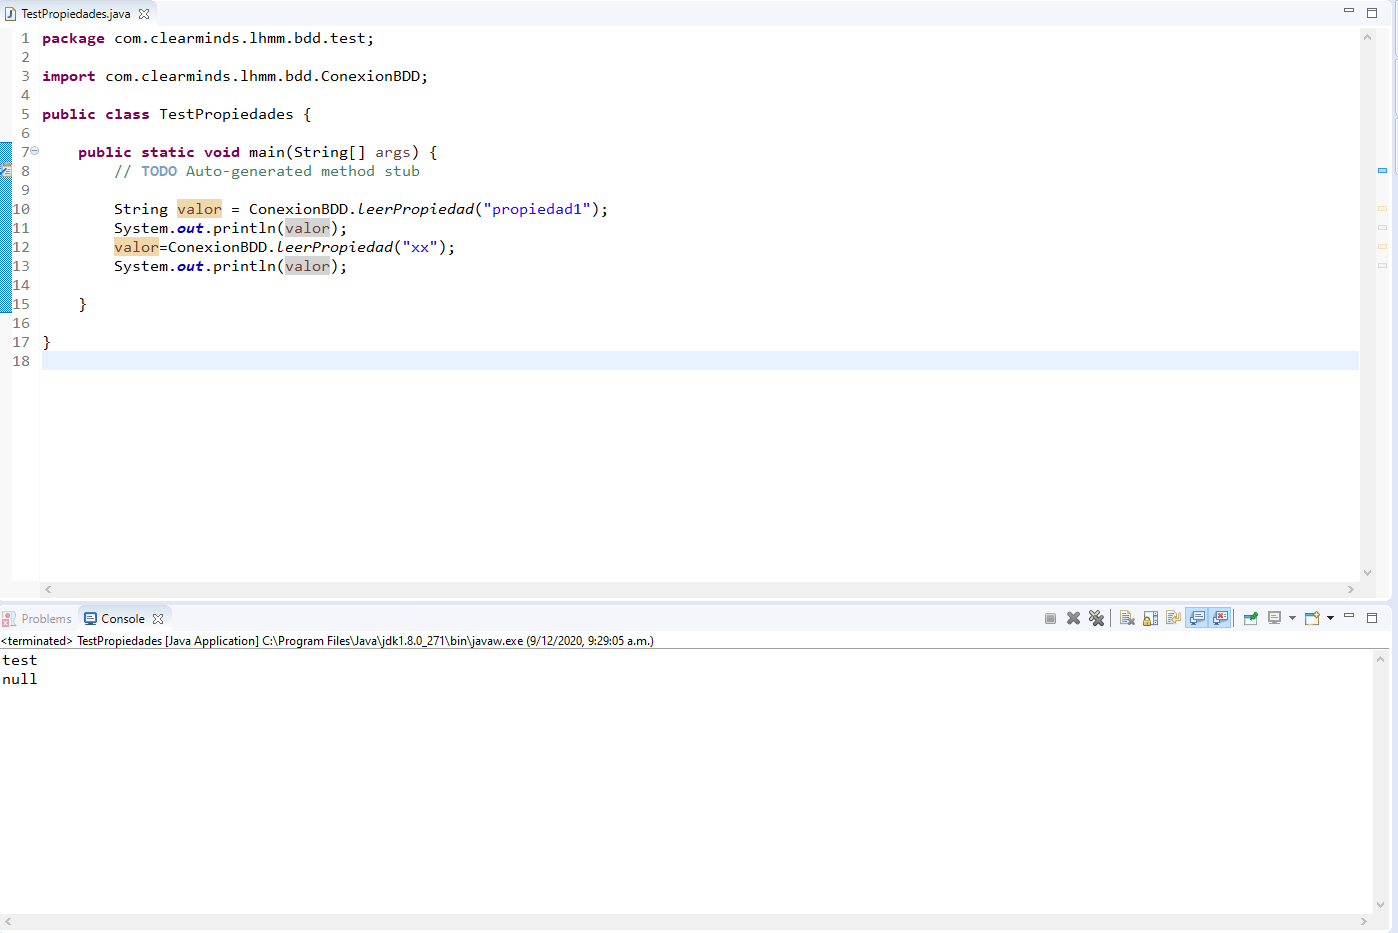 TestPropiedades.java
1 package com.clearminds.lhmm.bdd.test;
2
3 import com.clearminds.lhmm.bdd.ConexionBDD;
4
5 public class TestPropiedades {
6
7     public static void main(String[] args) {
8         // TODO Auto-generated method stub
9
10         String valor = ConexionBDD.leerPropiedad("propiedad1");
11         System.out.println(valor);
12         valor=ConexionBDD.leerPropiedad("xx");
13         System.out.println(valor);
14
15     }
16
17 }
18
Problems Console
<terminated> TestPropiedades [Java Application] C:\Program Files\Java\jdk1.8.0_271\bin\javaw.exe (9/12/2020, 9:29:05 a.m.)
test
null